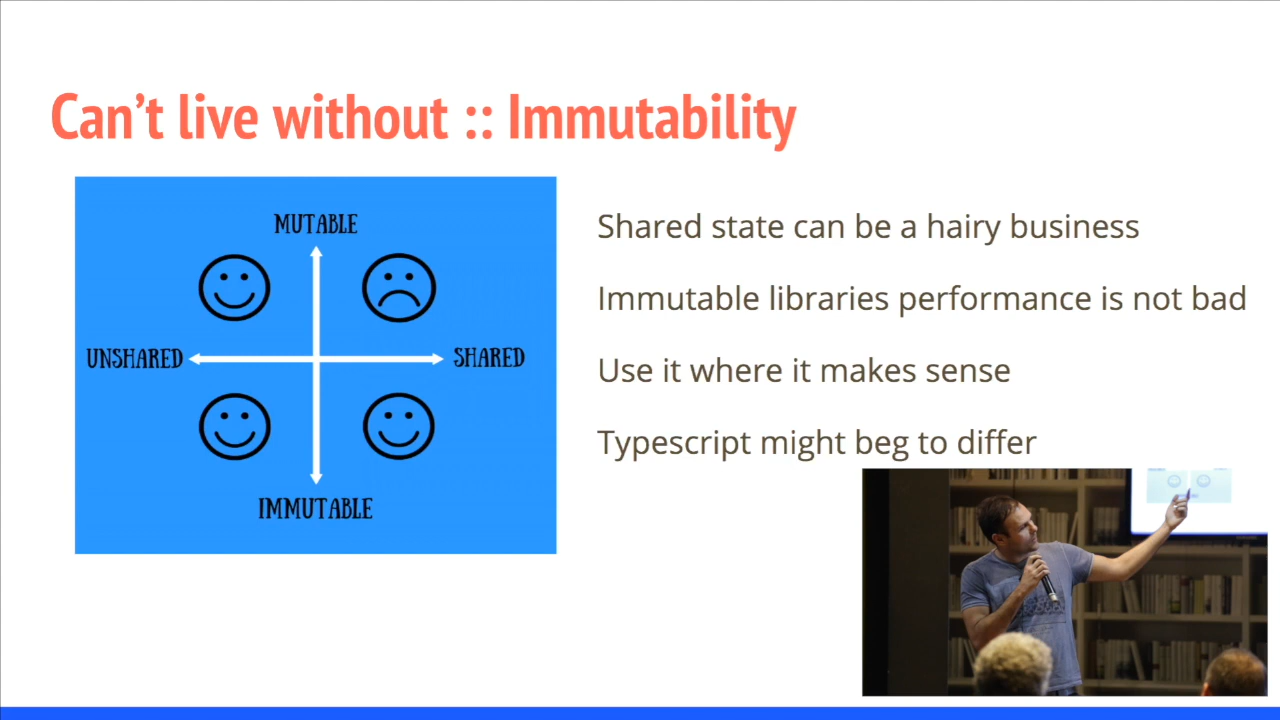 Can’t live without :: Immutability
MUTABLE
UNSHARED
SHARED
IMMUTABLE
Shared state can be a hairy business
Immutable libraries performance is not bad
Use it where it makes sense
Typescript might beg to differ